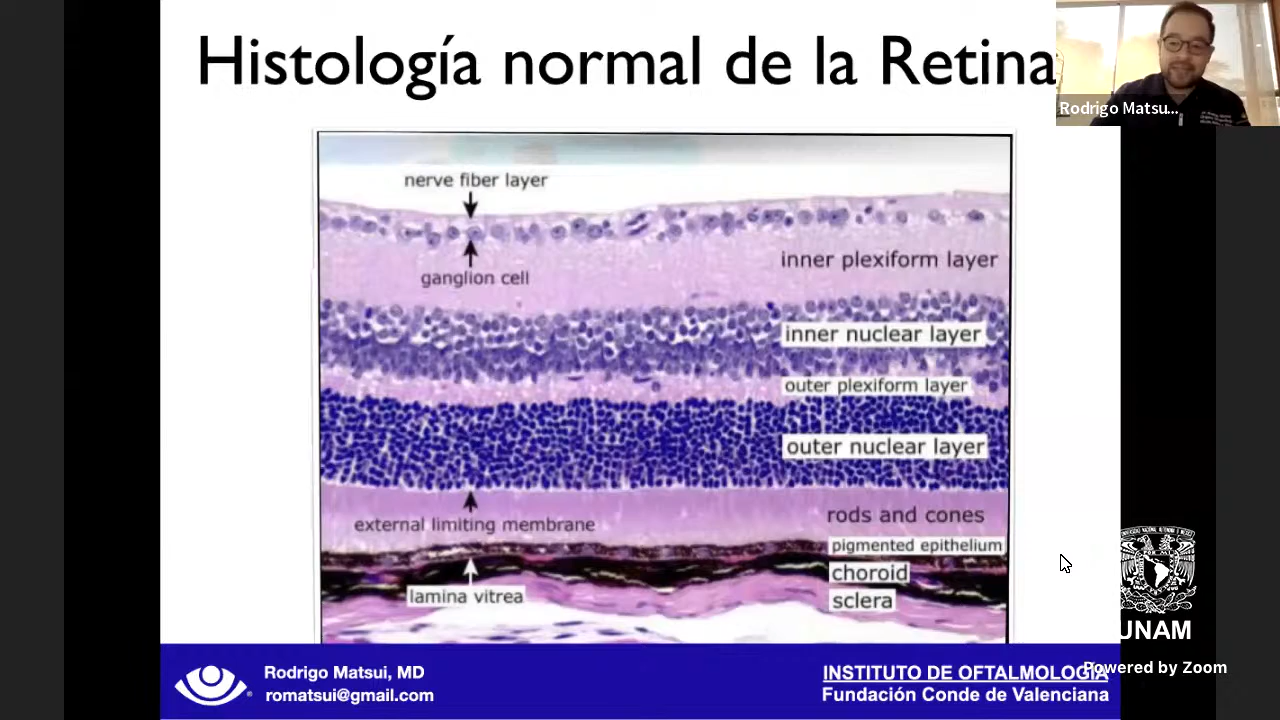 Histología normal de la Retina
Rodrigo Matsu...
nerve fiber layer
ganglion cell
inner plexiform layer
inner nuclear layer
outer plexiform layer
outer nuclear layer
external limiting membrane
rods and cones
pigmented epithelium
choroid
lamina vitrea
sclera
Rodrigo Matsui, MD
romatsui@gmail.com
INSTITUTO DE OFTALMOLOGÍA
Fundación Conde de Valenciana
UNAM
Powered by Zoom